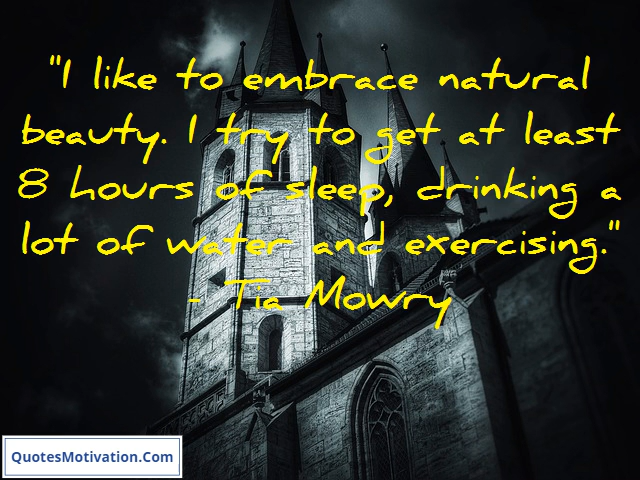 "I like to embrace natural
beauty. I try to get at least
8 hours of sleep, drinking a
lot of water and exercising."
- Tia Mowry
QuotesMotivation.Com